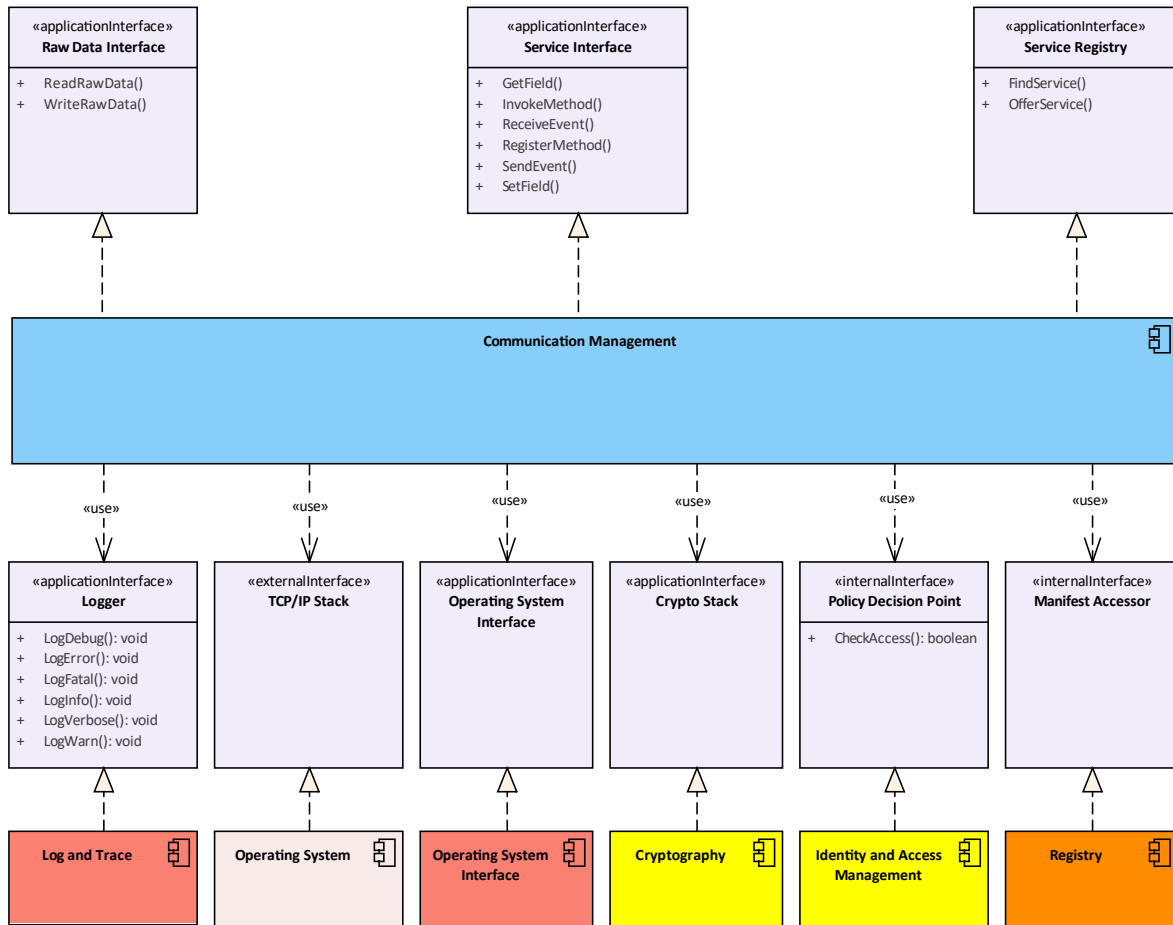 «applicationInterface»
Raw Data Interface
+ ReadRawData()
+ WriteRawData()
«applicationInterface»
Service Interface
+ GetField()
+ InvokeMethod()
+ ReceiveEvent()
+ RegisterMethod()
+ SendEvent()
+ SetField()
«applicationInterface»
Service Registry
+ FindService()
+ OfferService()
Communication Management
«use»
«use»
«use»
«use»
«use»
«use»
«applicationInterface»
Logger
+ LogDebug(): void
+ LogError(): void
+ LogFatal(): void
+ LogInfo(): void
+ LogVerbose(): void
+ LogWarn(): void
«externalInterface»
TCP/IP Stack
«applicationInterface»
Operating System
Interface
«applicationInterface»
Crypto Stack
«internalInterface»
Policy Decision Point
+ CheckAccess(): boolean
«internalInterface»
Manifest Accessor
Log and Trace
Operating System
Operating System
Interface
Cryptography
Identity and Access
Management
Registry